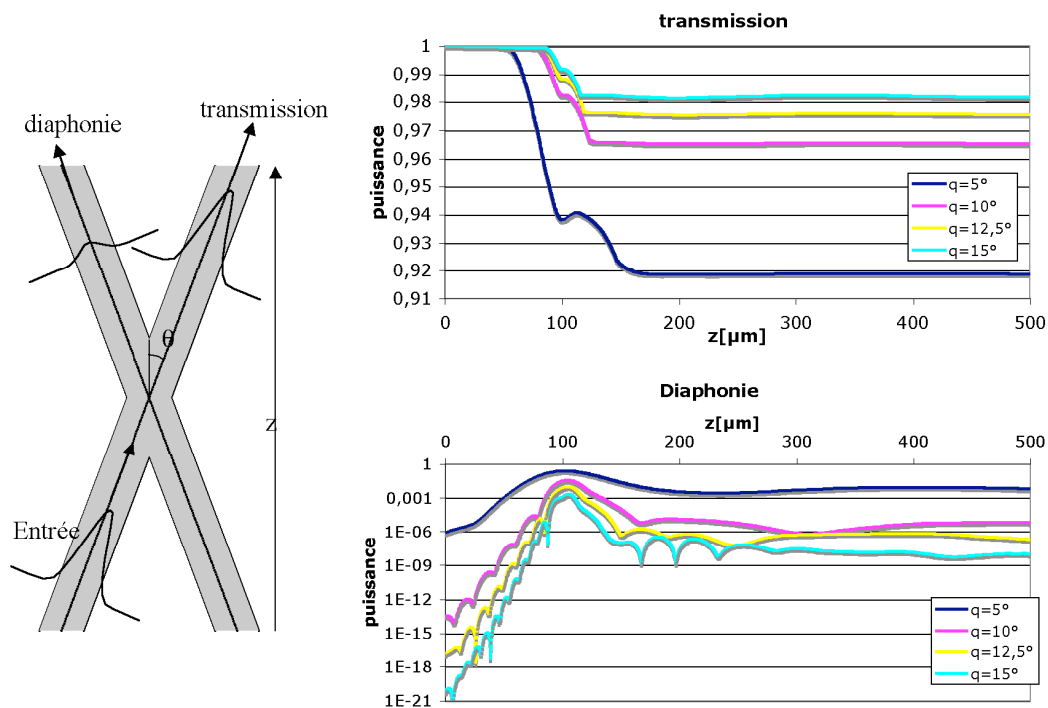 diaphonie
transmission
θ
z
Entrée
transmission
puissance
1
0,99
0,98
0,97
0,96
0,95
0,94
0,93
0,92
0,91
0 100 200 300 400 500
z[µm]
q=5°
q=10°
q=12,5°
q=15°
Diaphonie
z[µm]
0 100 200 300 400 500
puissance
1
0,001
1E-06
1E-09
1E-12
1E-15
1E-18
1E-21
q=5°
q=10°
q=12,5°
q=15°